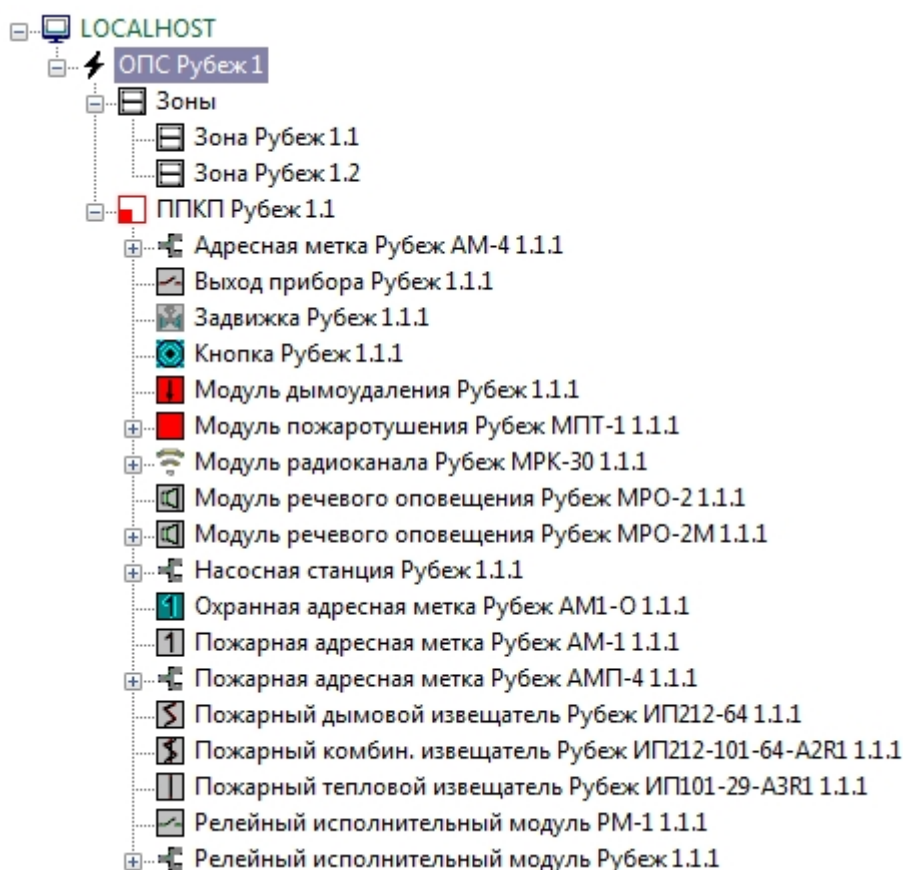 LOCALHOST
ОПС Рубеж 1
Зоны
Зона Рубеж 1.1
Зона Рубеж 1.2
ППКП Рубеж 1.1
Адресная метка Рубеж АМ-4 1.1.1
Выход прибора Рубеж 1.1.1
Задвижка Рубеж 1.1.1
Кнопка Рубеж 1.1.1
Модуль дымоудаления Рубеж 1.1.1
Модуль пожаротушения Рубеж МПТ-1 1.1.1
Модуль радиоканала Рубеж МРК-30 1.1.1
Модуль речевого оповещения Рубеж МРО-2 1.1.1
Модуль речевого оповещения Рубеж МРО-2М 1.1.1
Насосная станция Рубеж 1.1.1
Охранная адресная метка Рубеж АМ1-О 1.1.1
Пожарная адресная метка Рубеж АМ-1 1.1.1
Пожарная адресная метка Рубеж АМП-4 1.1.1
Пожарный дымовой извещатель Рубеж ИП212-64 1.1.1
Пожарный комбин. извещатель Рубеж ИП212-101-64-A2R1 1.1.1
Пожарный тепловой извещатель Рубеж ИП101-29-A3R1 1.1.1
Релейный исполнительный модуль РМ-1 1.1.1
Релейный исполнительный модуль Рубеж 1.1.1